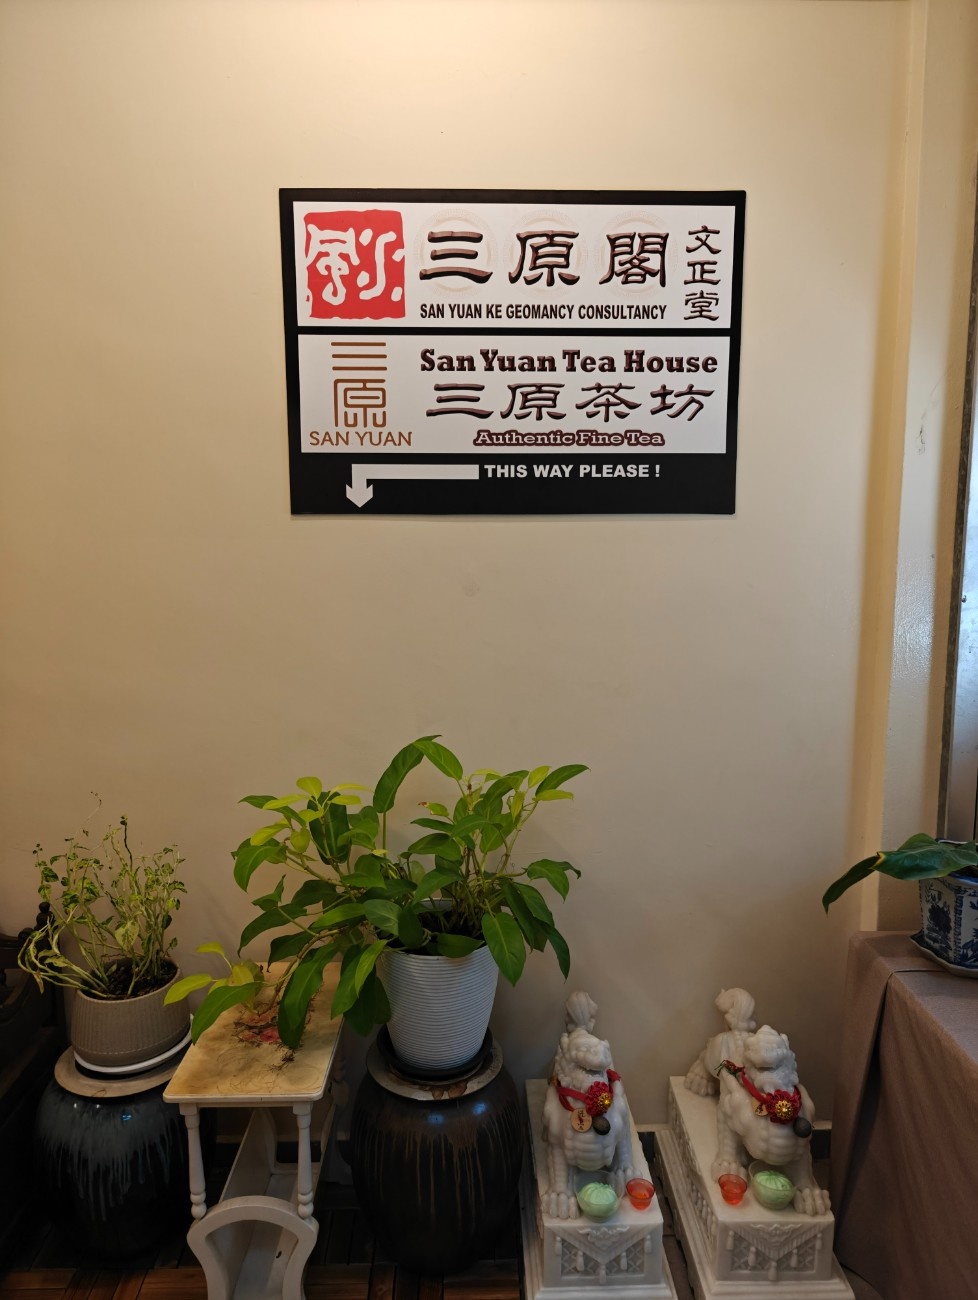 三原閣
SAN YUAN KE GEOMANCY CONSULTANCY
文正堂
三原
SAN YUAN
San Yuan Tea House
三原茶坊
Authentic Fine Tea
THIS WAY PLEASE !